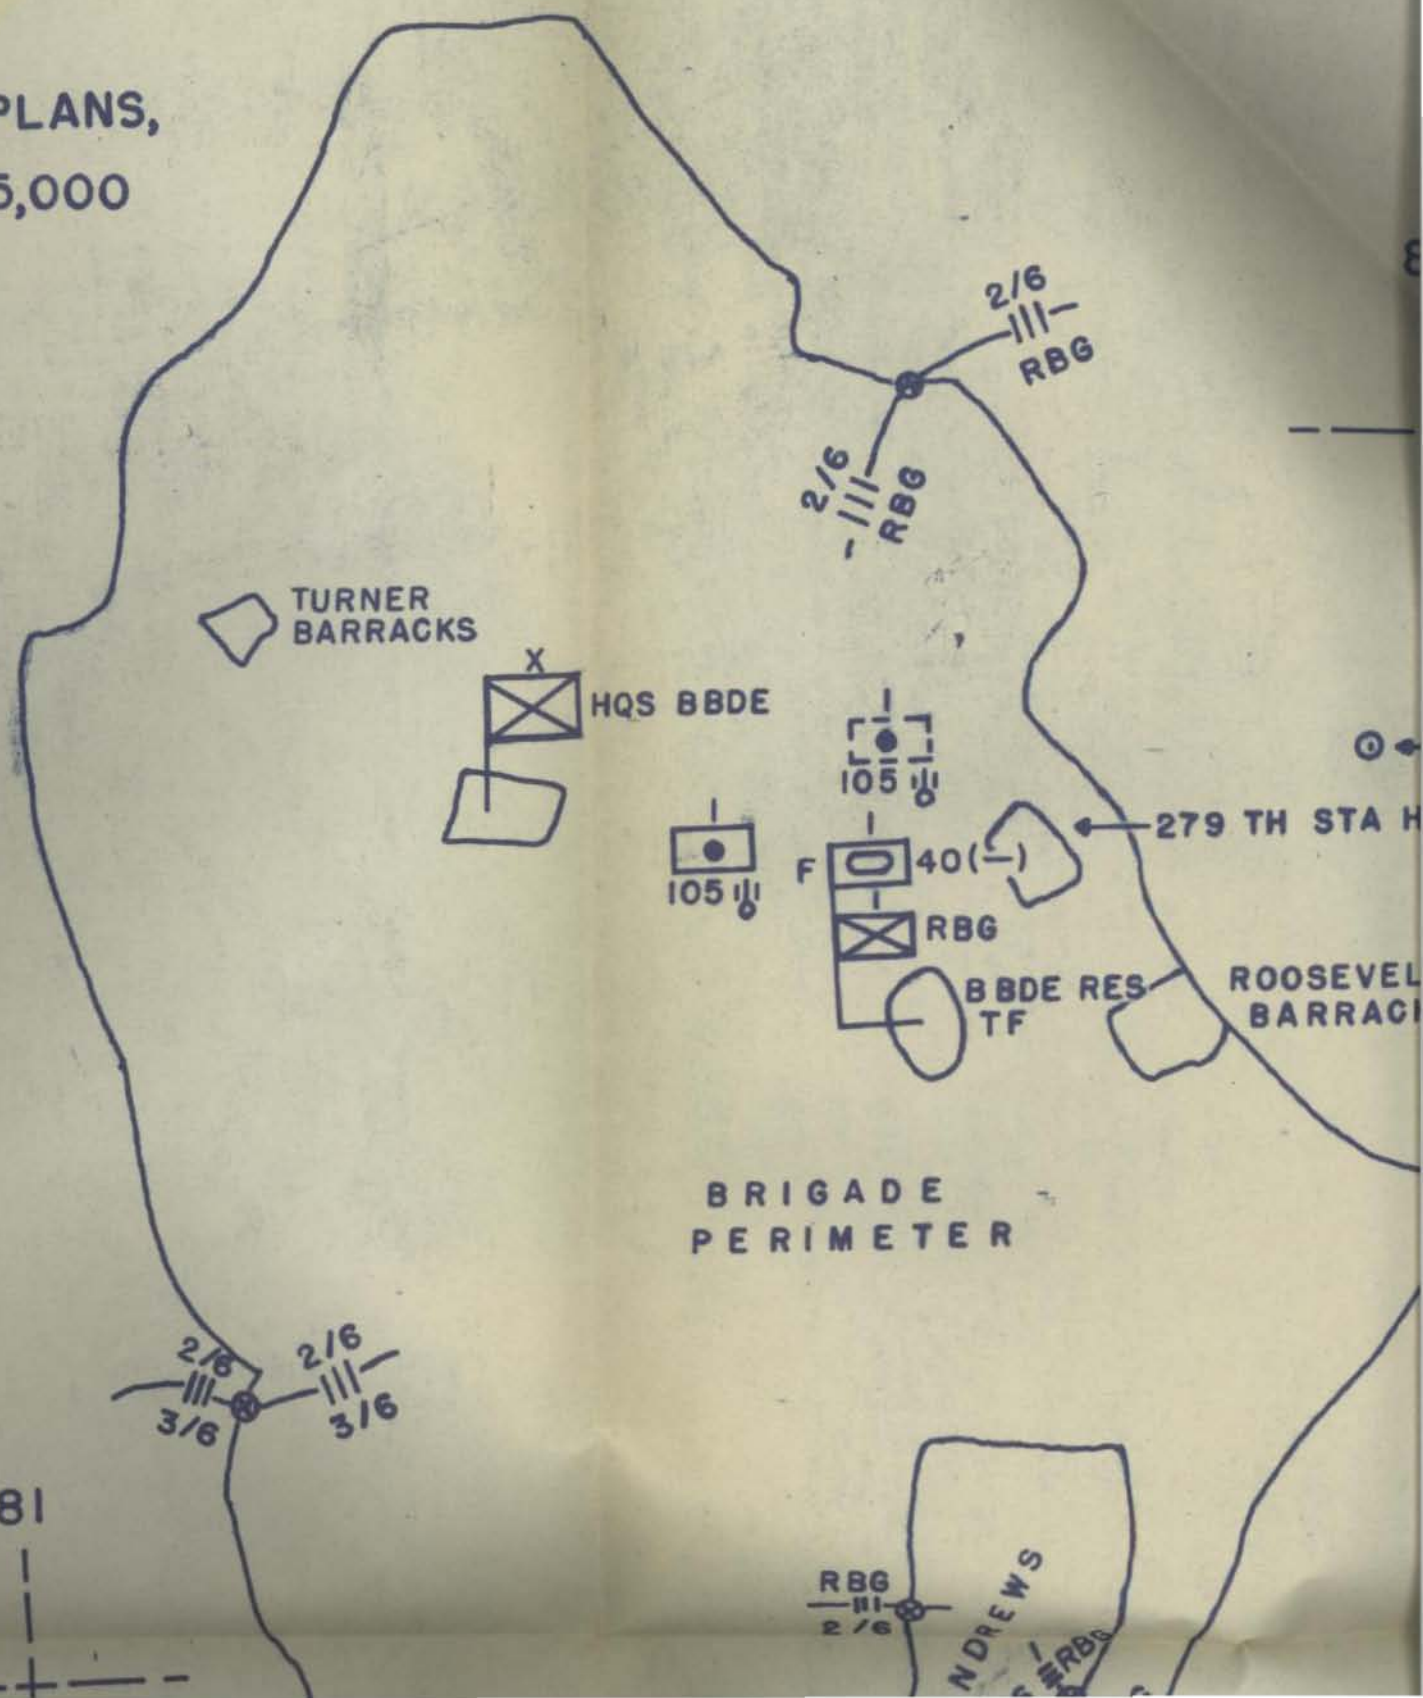 PLANS,
5,000
2/6
RBG
2/6
RBG
TURNER
BARRACKS
X
HQS B BDE
105
279 TH STA H
105
F
40(-)
RBG
B BDE RES
TF
ROOSEVEL
BARRAC
BRIGADE
PERIMETER
2/6
2/6
3/6
3/6
81
RBG
2/6
NDREWS
RBG